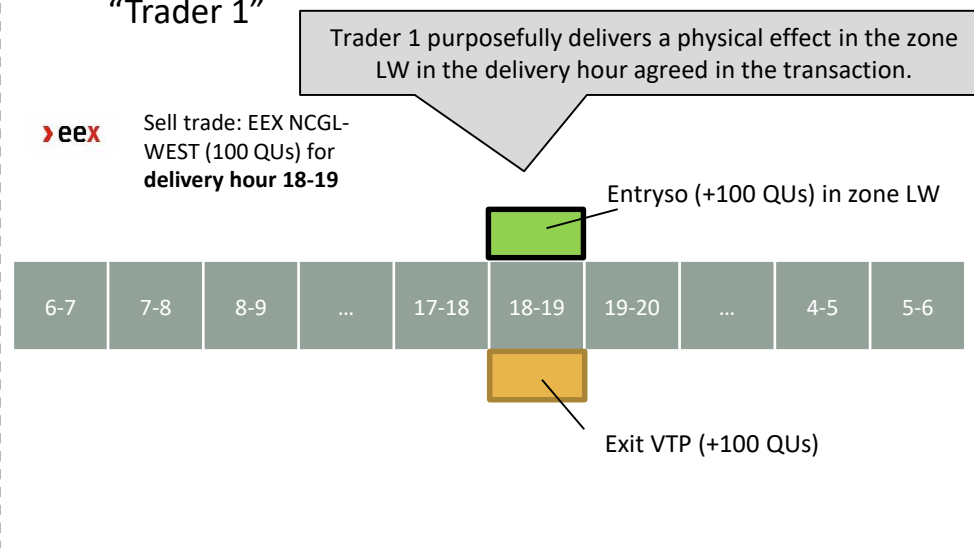 “Trader 1”
Trader 1 purposefully delivers a physical effect in the zone
LW in the delivery hour agreed in the transaction.
eex
Sell trade: EEX NCGL-
WEST (100 QUs) for
delivery hour 18-19
Entryso (+100 QUs) in zone LW
6-7 7-8 8-9 ... 17-18 18-19 19-20 ... 4-5 5-6
Exit VTP (+100 QUs)